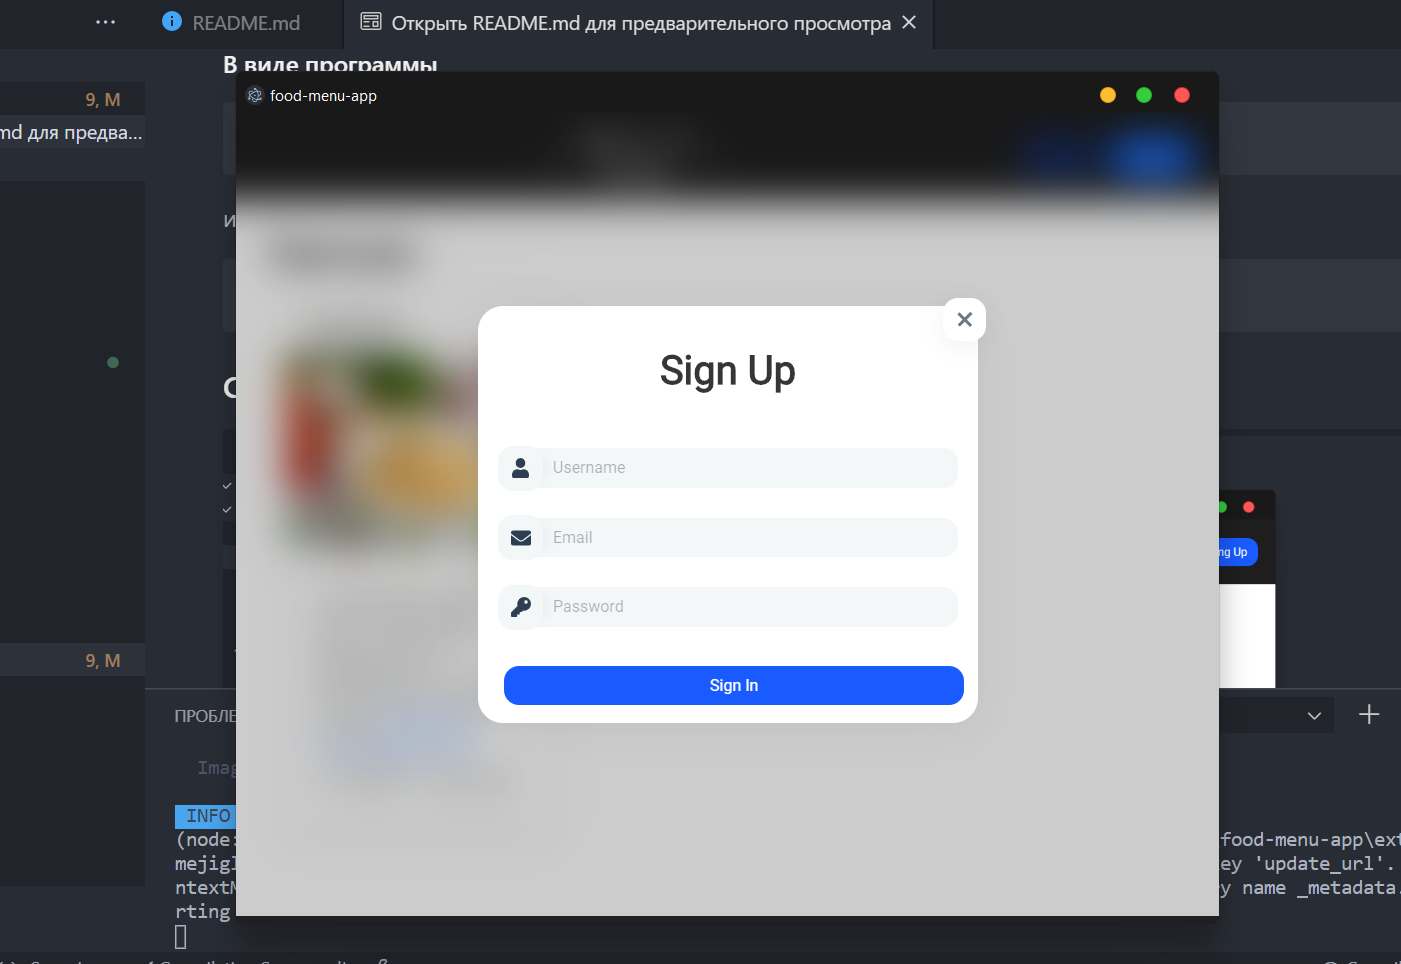 README.md
Открыть README.md для предварительного просмотра
В виде программы
9, M
md для предва...
food-menu-app
Sign Up
Username
Email
Password
Sign In
ng Up
9, M
ПРОБЛЕ
Imag
INFO
(node:
food-menu-app\ext
mejigl
ey 'update_url'.
ntextM
y name _metadata.
rting